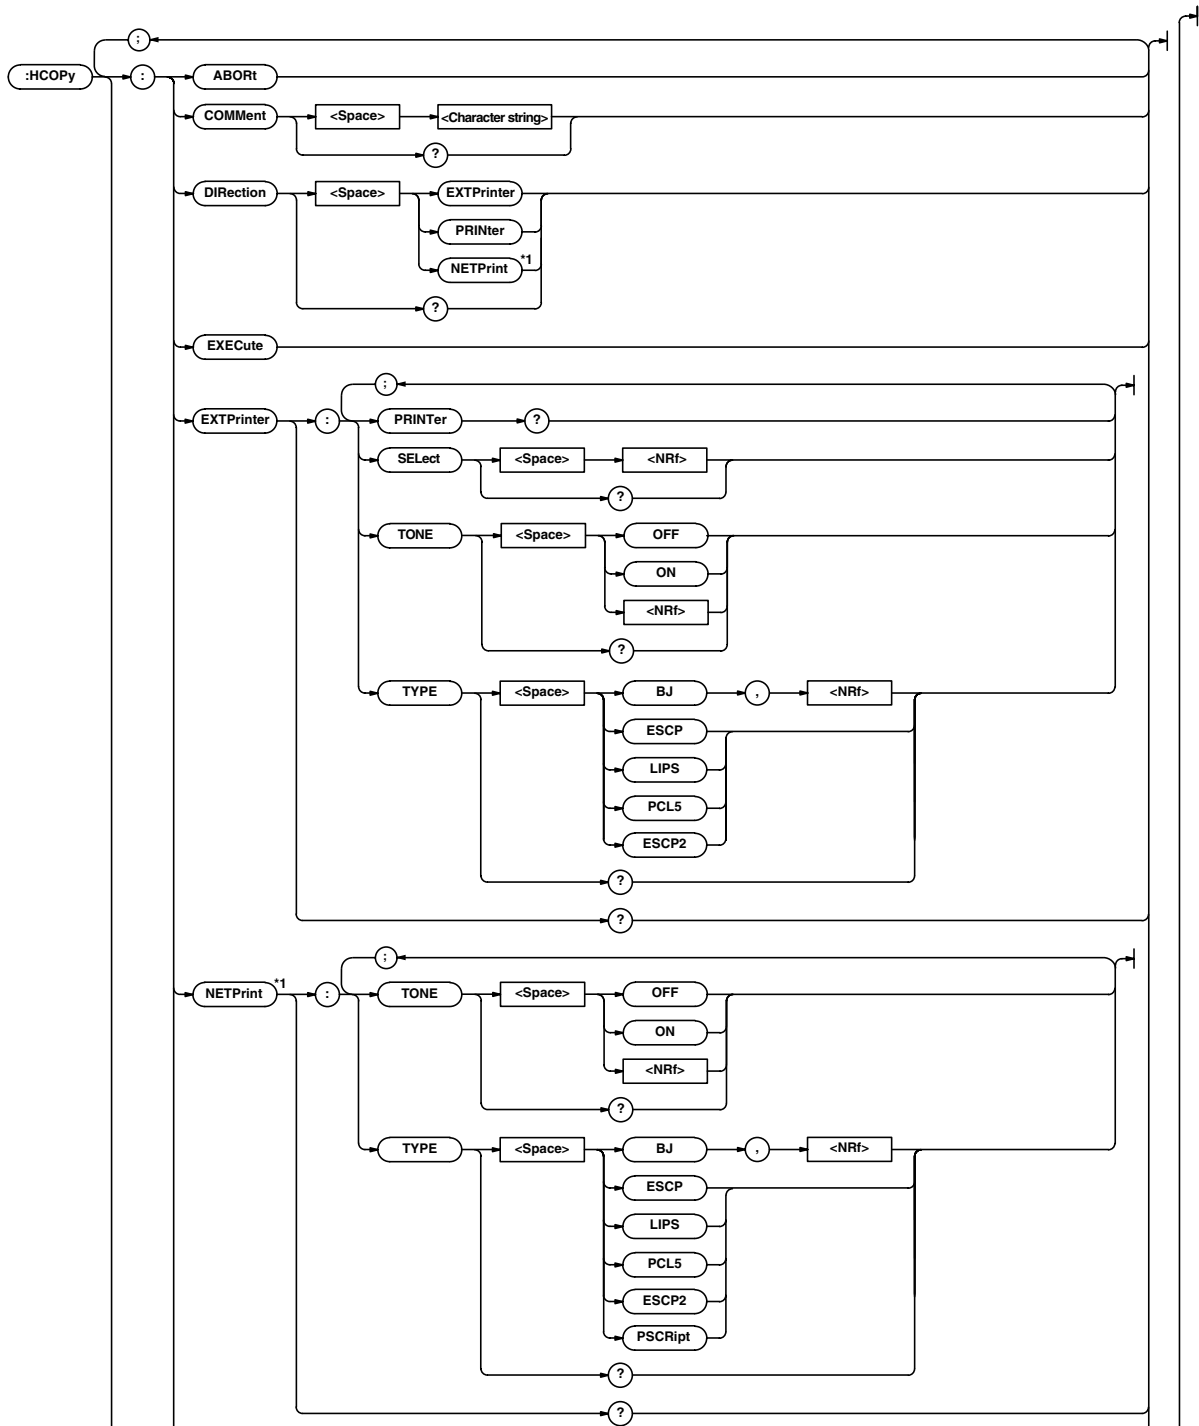 ;
:HCOPy : ABORt
COMMent <Space> <Character string>
?
DIRection <Space> EXTPrinter
PRINter
NETPrint *1
?
EXECute
;
EXTPrinter : PRINTer ?
SELect <Space> <NRf>
?
TONE <Space> OFF
ON
<NRf>
?
TYPE <Space> BJ , <NRf>
ESCP
LIPS
PCL5
ESCP2
?
?
;
NETPrint *1 : TONE <Space> OFF
ON
<NRf>
?
TYPE <Space> BJ , <NRf>
ESCP
LIPS
PCL5
ESCP2
PSCRipt
?
?